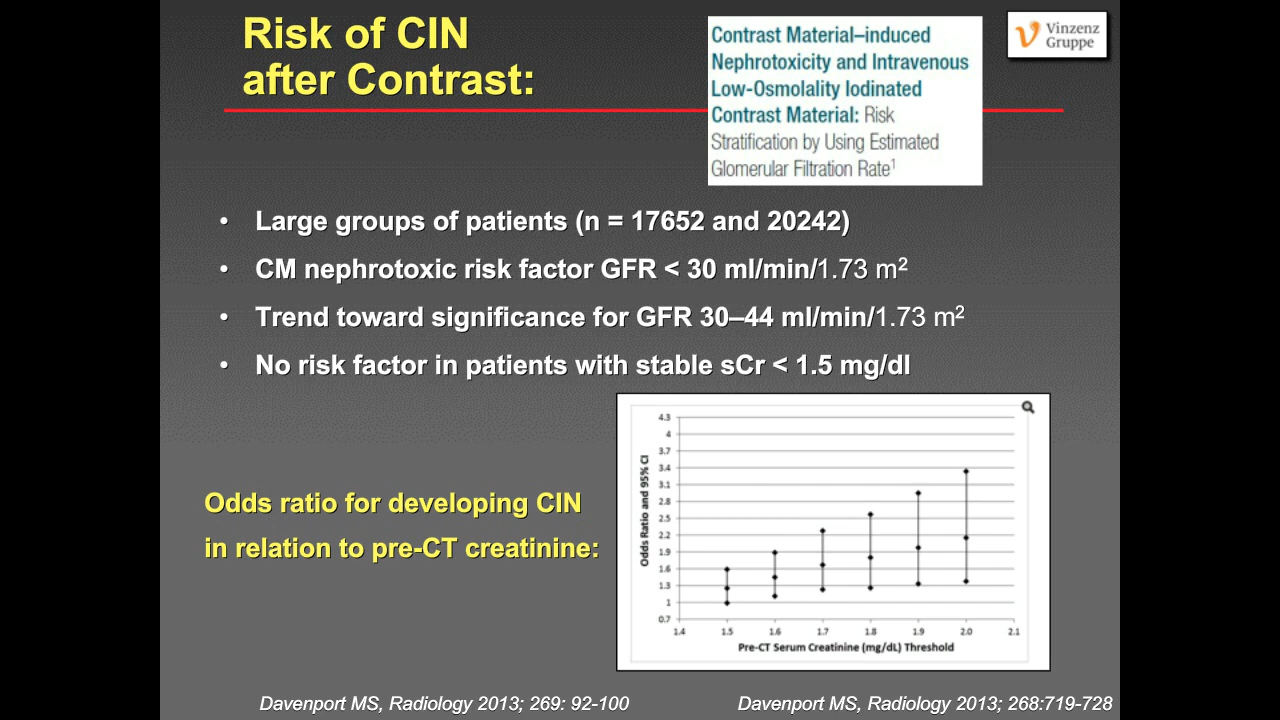 Risk of CIN
after Contrast:
Contrast Material–induced
Nephrotoxicity and Intravenous
Low-Osmolality Iodinated
Contrast Material: Risk
Stratification by Using Estimated
Glomerular Filtration Rate¹
Vinzenz
Gruppe
• Large groups of patients (n = 17652 and 20242)
• CM nephrotoxic risk factor GFR < 30 ml/min/1.73 m²
• Trend toward significance for GFR 30–44 ml/min/1.73 m²
• No risk factor in patients with stable sCr < 1.5 mg/dl
Odds ratio for developing CIN
in relation to pre-CT creatinine:
Odds Ratio and 95% CI
4.3
4
3.7
3.4
3.1
2.8
2.5
2.2
1.9
1.6
1.3
1
0.7
1.4 1.5 1.6 1.7 1.8 1.9 2.0 2.1
Pre-CT Serum Creatinine (mg/dL) Threshold
Davenport MS, Radiology 2013; 269: 92-100
Davenport MS, Radiology 2013; 268:719-728